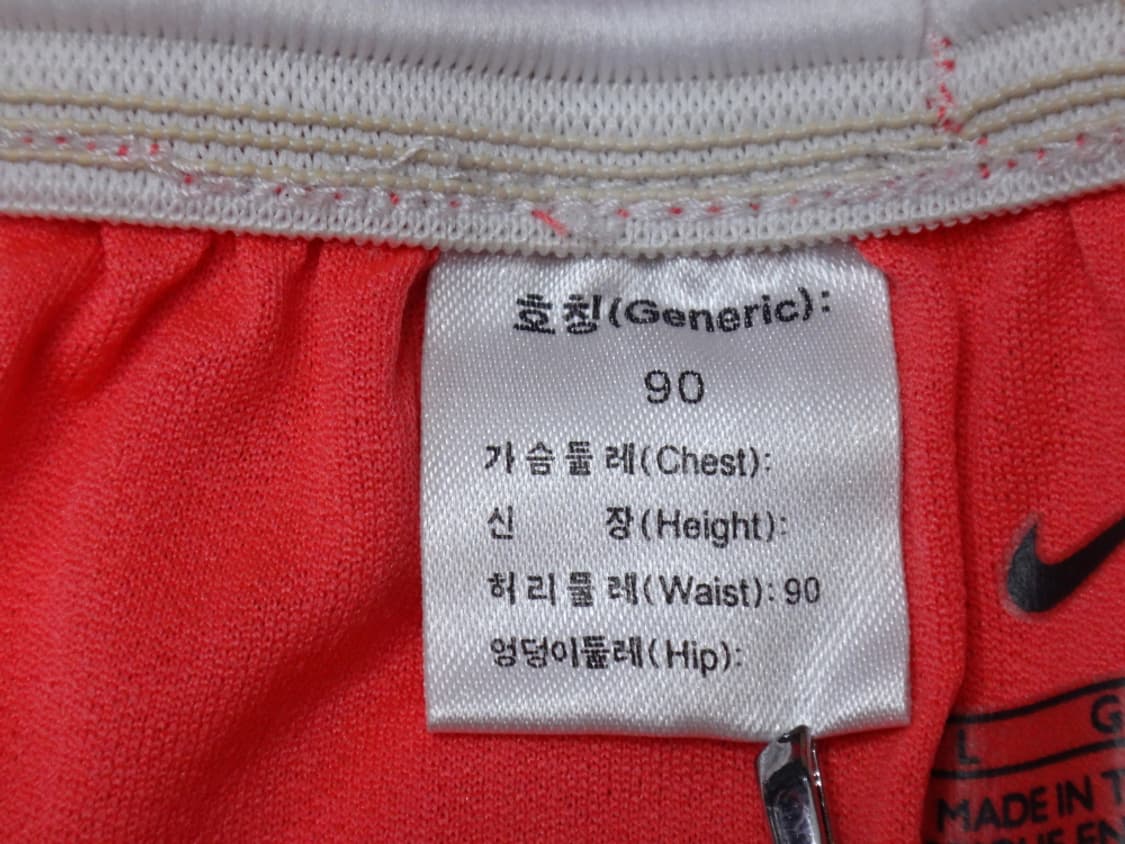 호칭(Generic):
90
가슴둘레(Chest):
신 장(Height):
허리둘레(Waist): 90
엉덩이둘레(Hip):
L G
MADE IN T